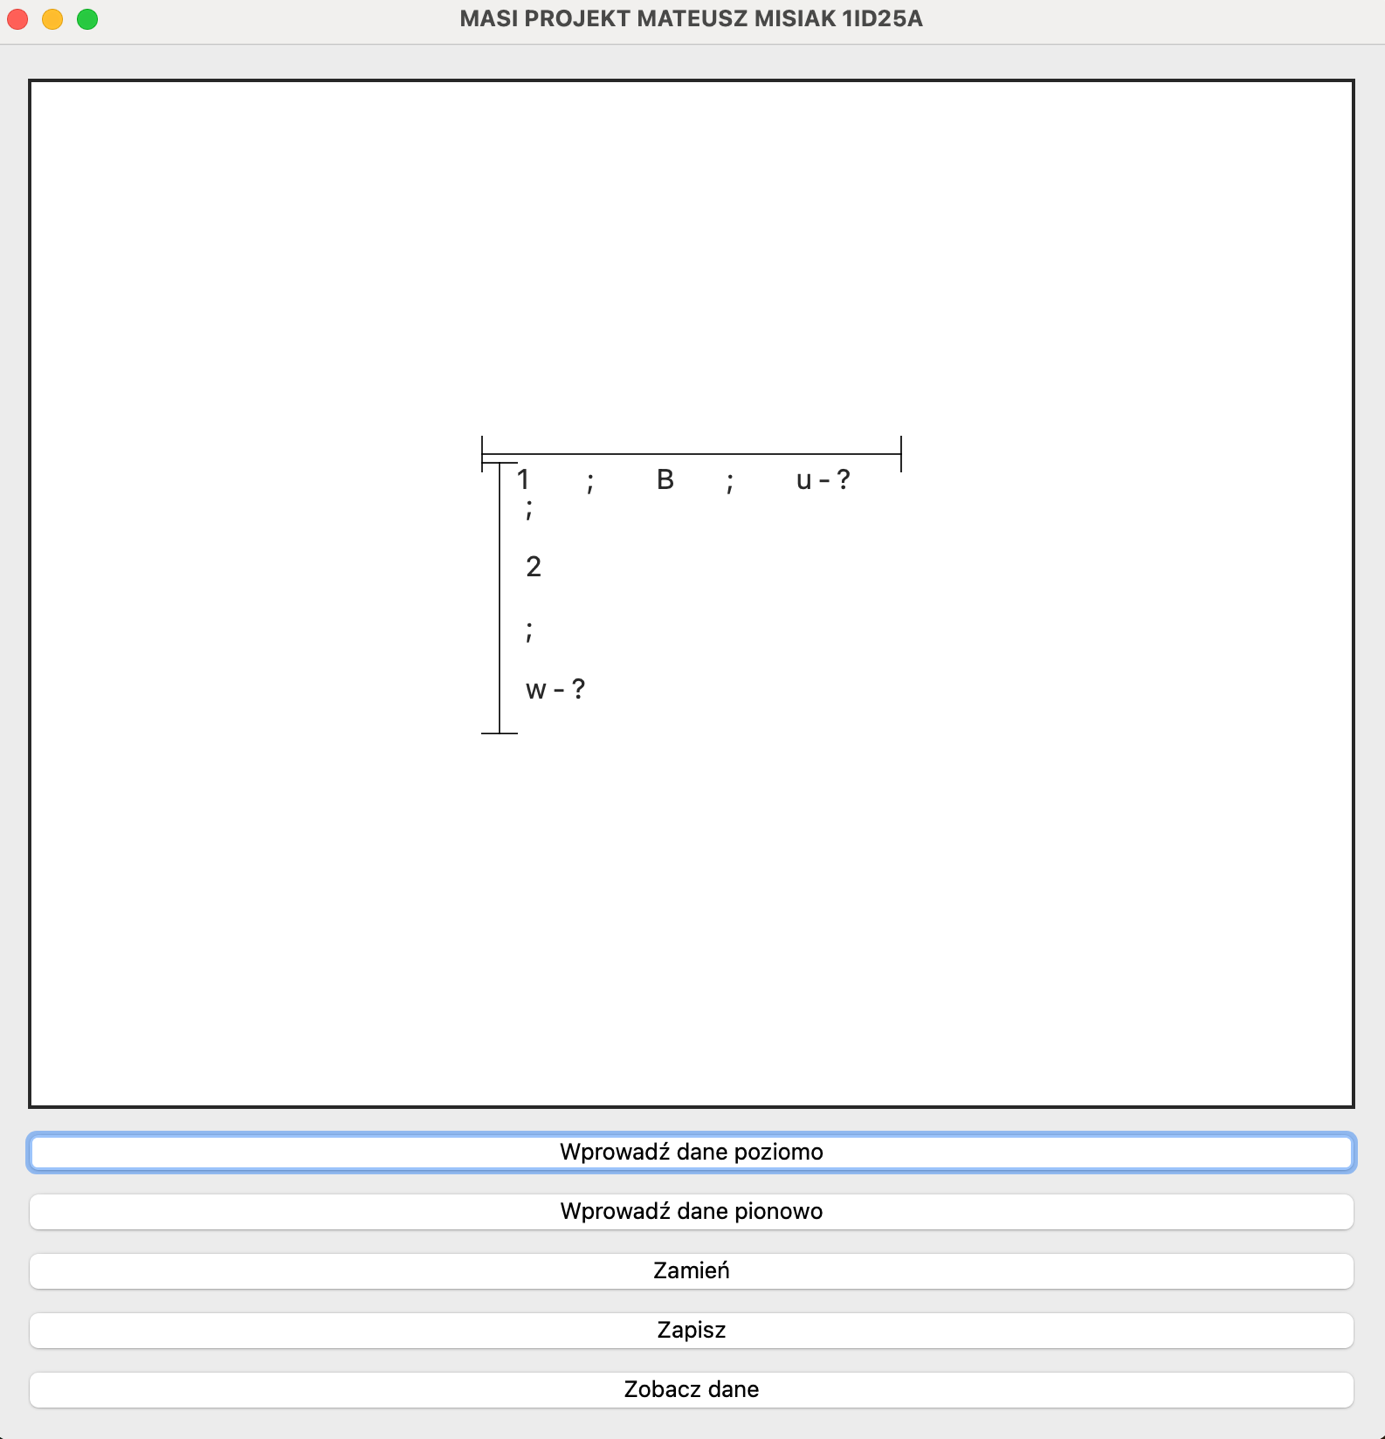 MASI PROJEKT MATEUSZ MISIAK 1ID25A
1 ; B ; u - ?
;
2
;
w - ?
Wprowadź dane poziomo
Wprowadź dane pionowo
Zamień
Zapisz
Zobacz dane